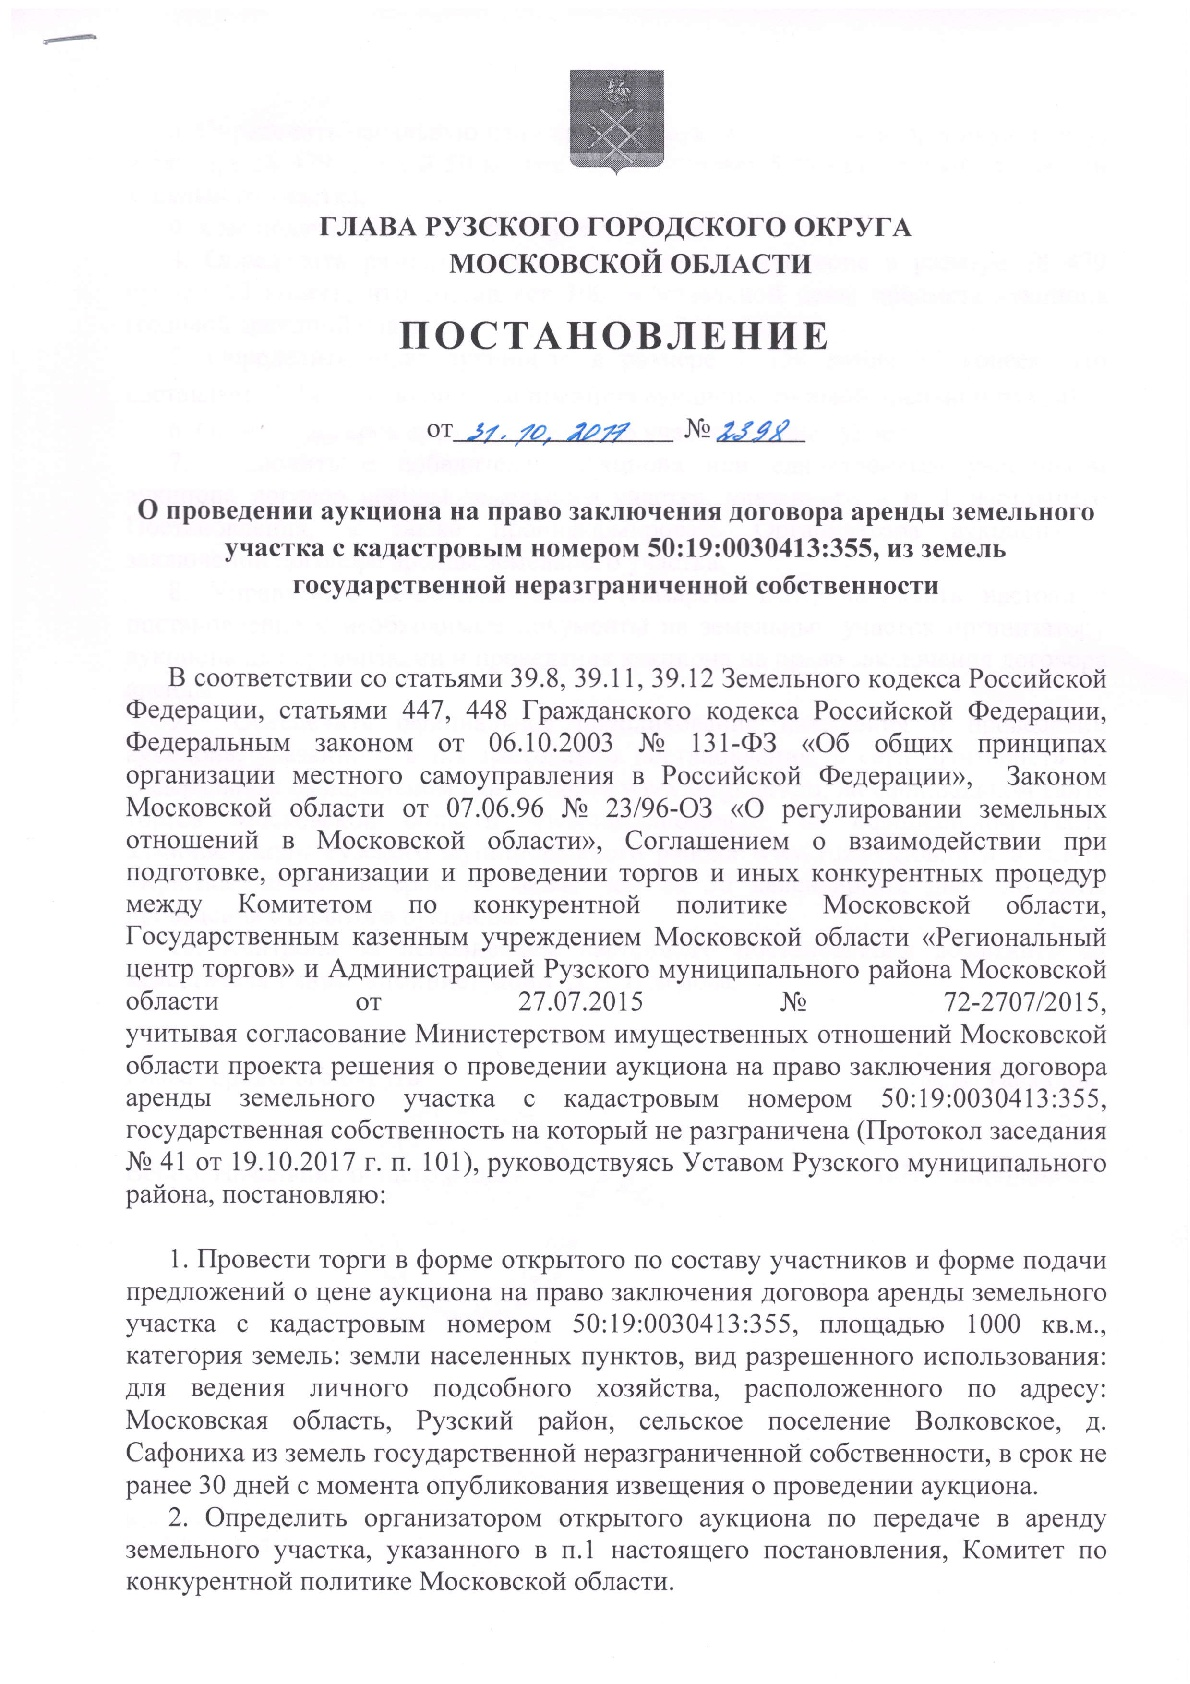 ГЛАВА РУЗСКОГО ГОРОДСКОГО ОКРУГА
МОСКОВСКОЙ ОБЛАСТИ
ПОСТАНОВЛЕНИЕ
от 31.10.2017 № 2398
О проведении аукциона на право заключения договора аренды земельного
участка с кадастровым номером 50:19:0030413:355, из земель
государственной неразграниченной собственности
В соответствии со статьями 39.8, 39.11, 39.12 Земельного кодекса Российской
Федерации, статьями 447, 448 Гражданского кодекса Российской Федерации,
Федеральным законом от 06.10.2003 № 131-ФЗ «Об общих принципах
организации местного самоуправления в Российской Федерации», Законом
Московской области от 07.06.96 № 23/96-ОЗ «О регулировании земельных
отношений в Московской области», Соглашением о взаимодействии при
подготовке, организации и проведении торгов и иных конкурентных процедур
между Комитетом по конкурентной политике Московской области,
Государственным казенным учреждением Московской области «Региональный
центр торгов» и Администрацией Рузского муниципального района Московской
области от 27.07.2015 № 72-2707/2015,
учитывая согласование Министерством имущественных отношений Московской
области проекта решения о проведении аукциона на право заключения договора
аренды земельного участка с кадастровым номером 50:19:0030413:355,
государственная собственность на который не разграничена (Протокол заседания
№ 41 от 19.10.2017 г. п. 101), руководствуясь Уставом Рузского муниципального
района, постановляю:
1. Провести торги в форме открытого по составу участников и форме подачи
предложений о цене аукциона на право заключения договора аренды земельного
участка с кадастровым номером 50:19:0030413:355, площадью 1000 кв.м.,
категория земель: земли населенных пунктов, вид разрешенного использования:
для ведения личного подсобного хозяйства, расположенного по адресу:
Московская область, Рузский район, сельское поселение Волковское, д.
Сафониха из земель государственной неразграниченной собственности, в срок не
ранее 30 дней с момента опубликования извещения о проведении аукциона.
2. Определить организатором открытого аукциона по передаче в аренду
земельного участка, указанного в п.1 настоящего постановления, Комитет по
конкурентной политике Московской области.